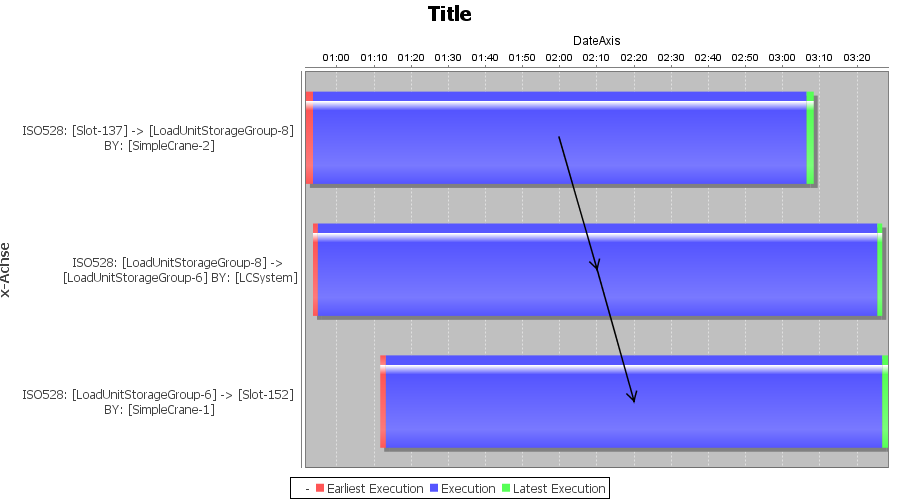 Title
DateAxis
01:00 01:10 01:20 01:30 01:40 01:50 02:00 02:10 02:20 02:30 02:40 02:50 03:00 03:10 03:20
x-Achse
ISO528: [Slot-137] -> [LoadUnitStorageGroup-8]
BY: [SimpleCrane-2]
ISO528: [LoadUnitStorageGroup-8] ->
[LoadUnitStorageGroup-6] BY: [LCSystem]
ISO528: [LoadUnitStorageGroup-6] -> [Slot-152]
BY: [SimpleCrane-1]
- Earliest Execution Execution Latest Execution